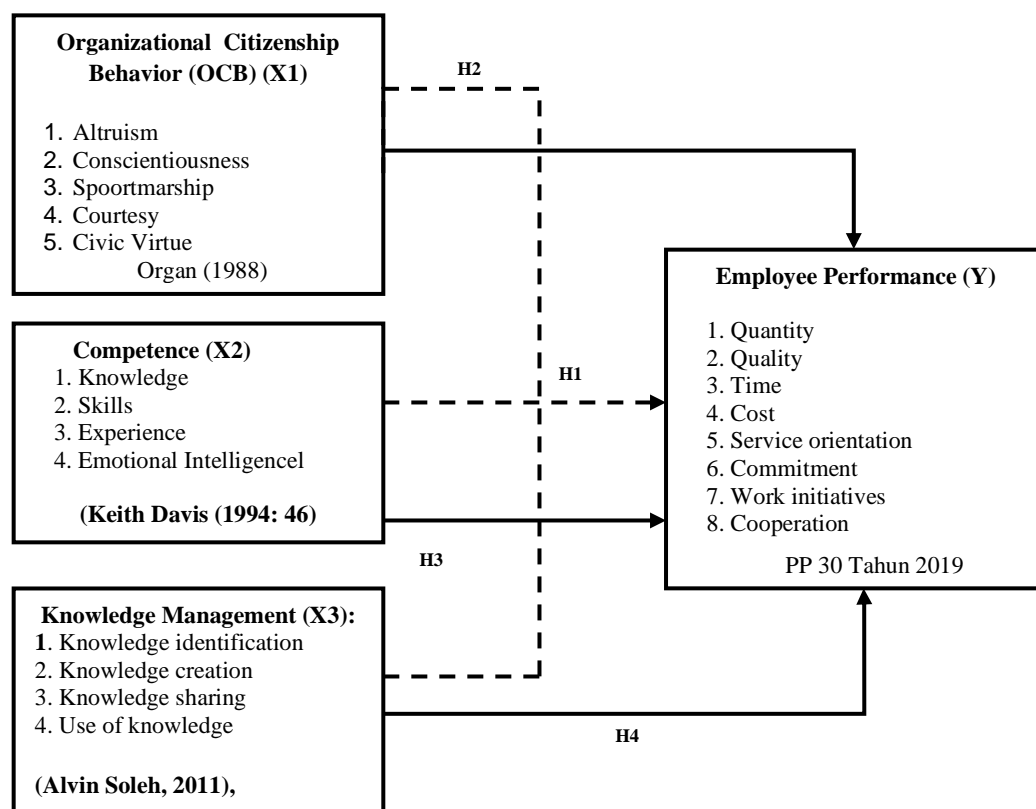 Organizational Citizenship
Behavior (OCB) (X1)
1. Altruism
2. Conscientiousness
3. Spoortmarship
4. Courtesy
5. Civic Virtue
Organ (1988)
H2
Competence (X2)
1. Knowledge
2. Skills
3. Experience
4. Emotional Intelligencel
(Keith Davis (1994: 46)
H1
H3
Knowledge Management (X3):
1. Knowledge identification
2. Knowledge creation
3. Knowledge sharing
4. Use of knowledge
(Alvin Soleh, 2011),
H4
Employee Performance (Y)
1. Quantity
2. Quality
3. Time
4. Cost
5. Service orientation
6. Commitment
7. Work initiatives
8. Cooperation
PP 30 Tahun 2019